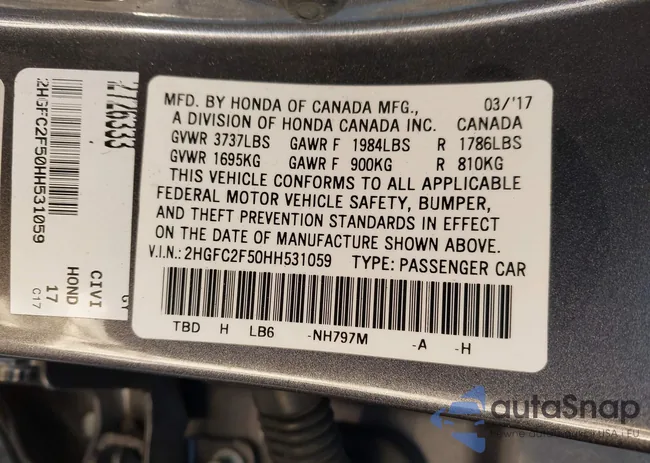 MFD. BY HONDA OF CANADA MFG., 03/'17
A DIVISION OF HONDA CANADA INC. CANADA
GVWR 3737LBS GAWR F 1984LBS R 1786LBS
GVWR 1695KG GAWR F 900KG R 810KG
THIS VEHICLE CONFORMS TO ALL APPLICABLE
FEDERAL MOTOR VEHICLE SAFETY, BUMPER,
AND THEFT PREVENTION STANDARDS IN EFFECT
ON THE DATE OF MANUFACTURE SHOWN ABOVE.
V.I.N.: 2HGFC2F50HH531059 TYPE: PASSENGER CAR
TBD H LB6 -NH797M -A -H
2HGFC2F50HH531059
HOND CIVI
17
C17
autoSnap